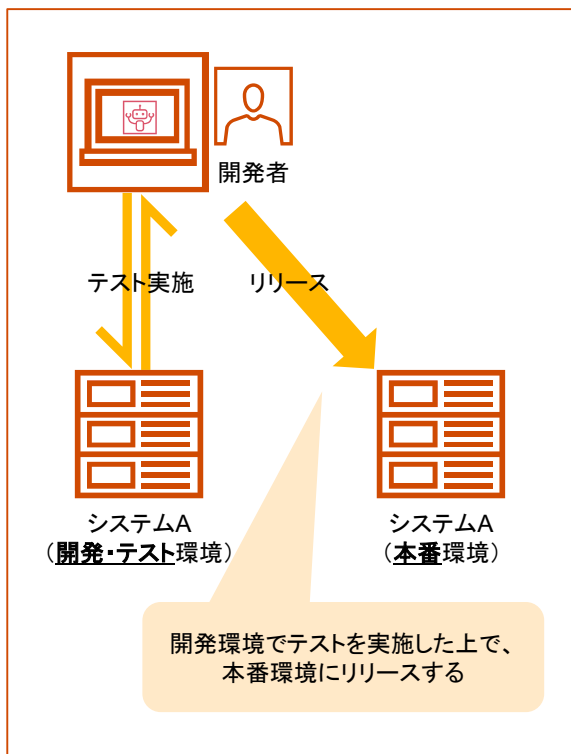 開発者
テスト実施
リリース
システムA
（開発・テスト環境）
システムA
（本番環境）
開発環境でテストを実施した上で、
本番環境にリリースする